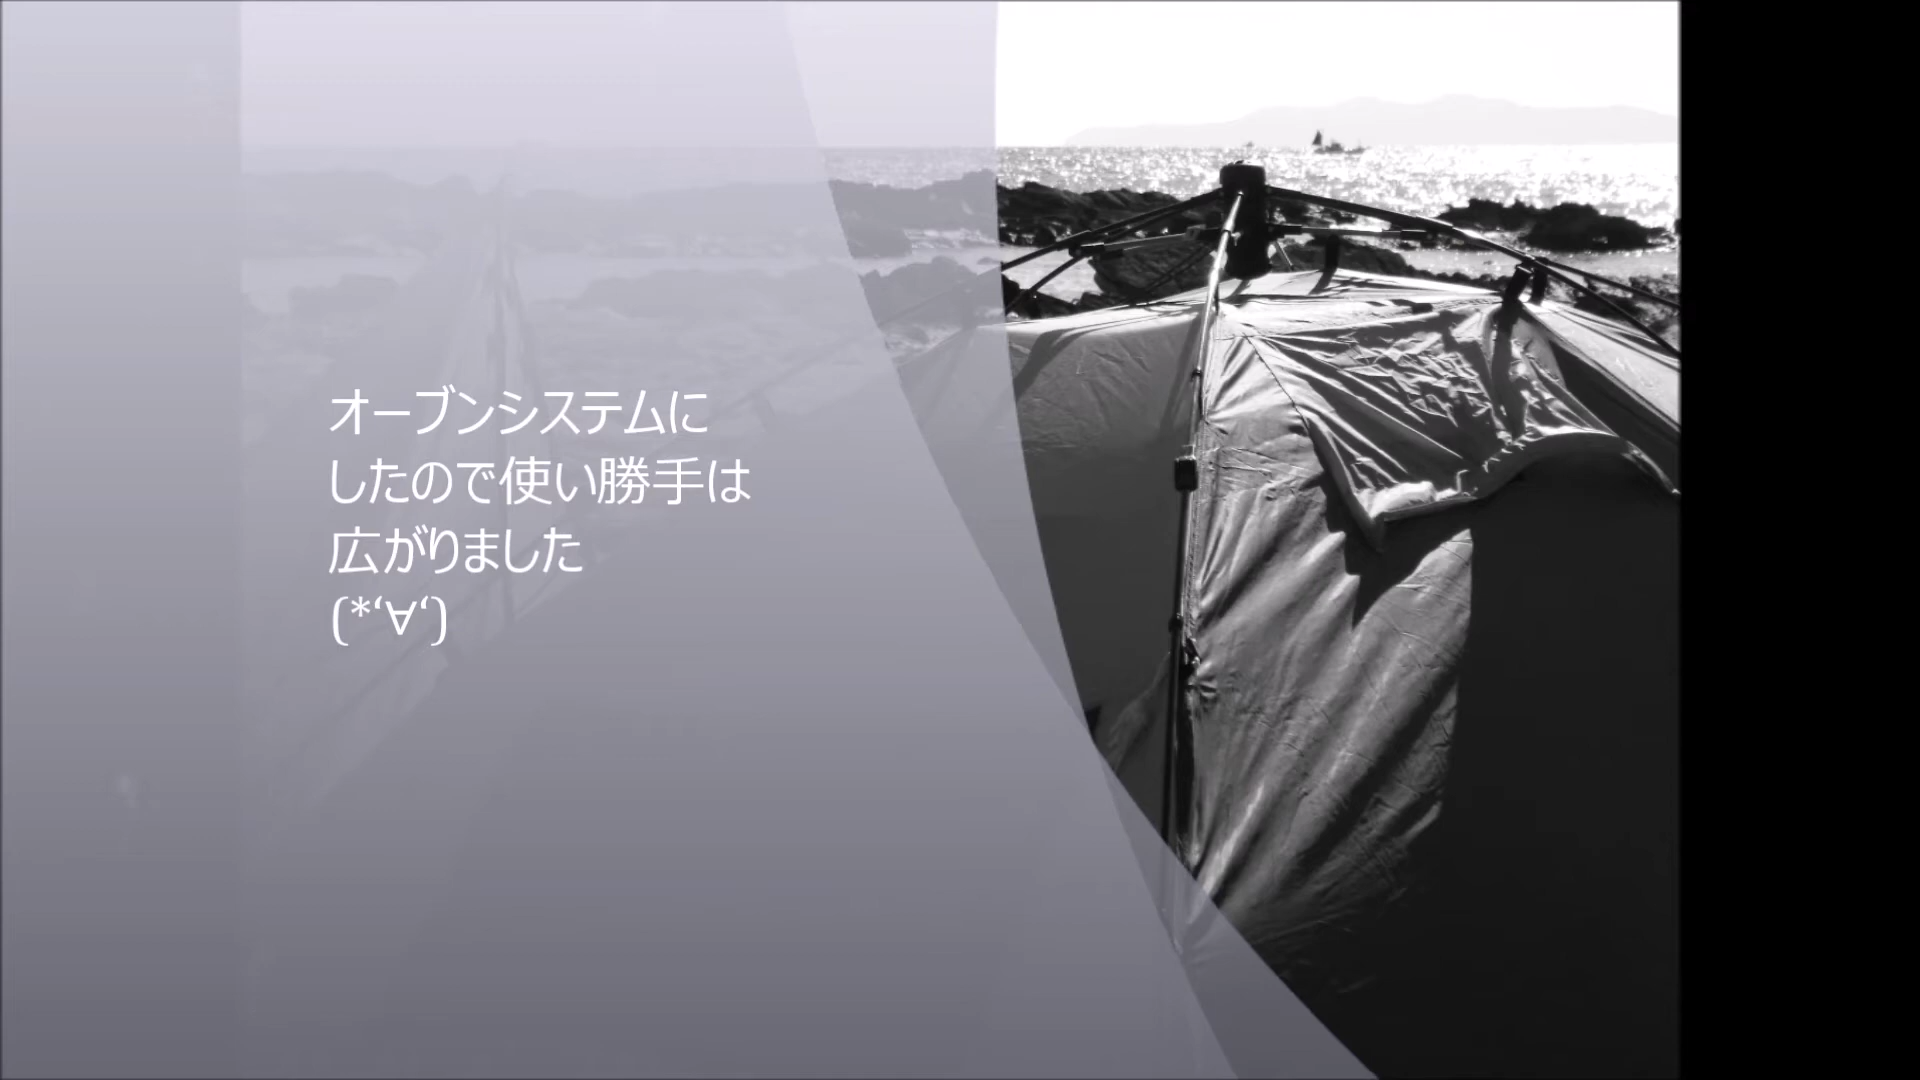 オーブンシステムに
したので使い勝手は
広がりました
(*‘∀‘)